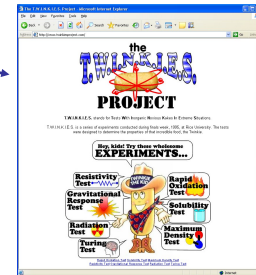 T.W.I.N.K.I.E.S. Project - Microsoft Internet Explorer
File Edit View Favorites Tools Help
Back Search Favorites
Address http://www.twinkiesproject.com/
the
T.W.I.N.K.I.E.S.
PROJECT
T.W.I.N.K.I.E.S. stands for Tests With Inorganic Noxious Kakes In Extreme Situations.
T.W.I.N.K.I.E.S. is a series of experiments conducted during finals week, 1995, at Rice University. The tests
were designed to determine the properties of that incredible food, the Twinkie.
Hey, kids! Try these wholesome
EXPERIMENTS...
Resistivity
Test
Gravitational
Response
Test
Radiation
Test
Turing
Test
TWINKIE
THE KID
Rapid
Oxidation
Test
Solubility
Test
Maximum
Density
Test
Internet